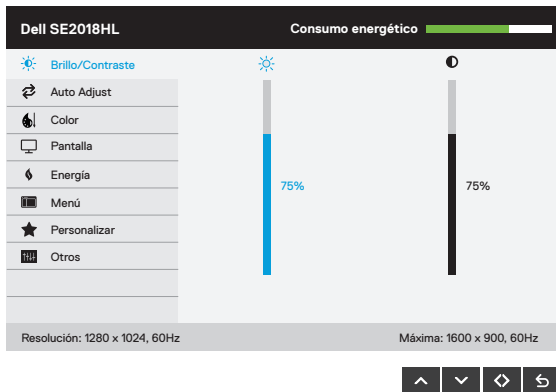 Dell SE2018HL Consumo energético
Brillo/Contraste
Auto Adjust
Color
Pantalla
Energía
75% 75%
Menú
Personalizar
Otros
Resolución: 1280 x 1024, 60Hz Máxima: 1600 x 900, 60Hz